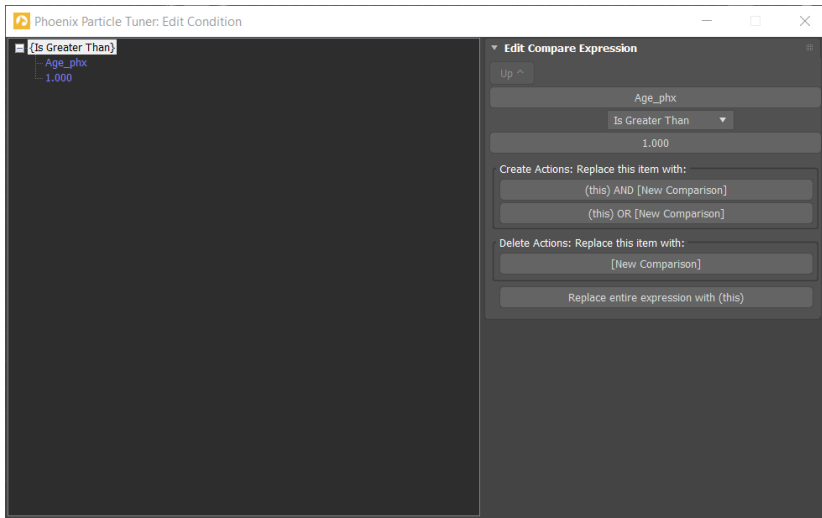 Phoenix Particle Tuner: Edit Condition
{Is Greater Than}
Age_phx
1.000
Edit Compare Expression
Up ^
Age_phx
Is Greater Than
1.000
Create Actions: Replace this item with:
(this) AND [New Comparison]
(this) OR [New Comparison]
Delete Actions: Replace this item with:
[New Comparison]
Replace entire expression with (this)